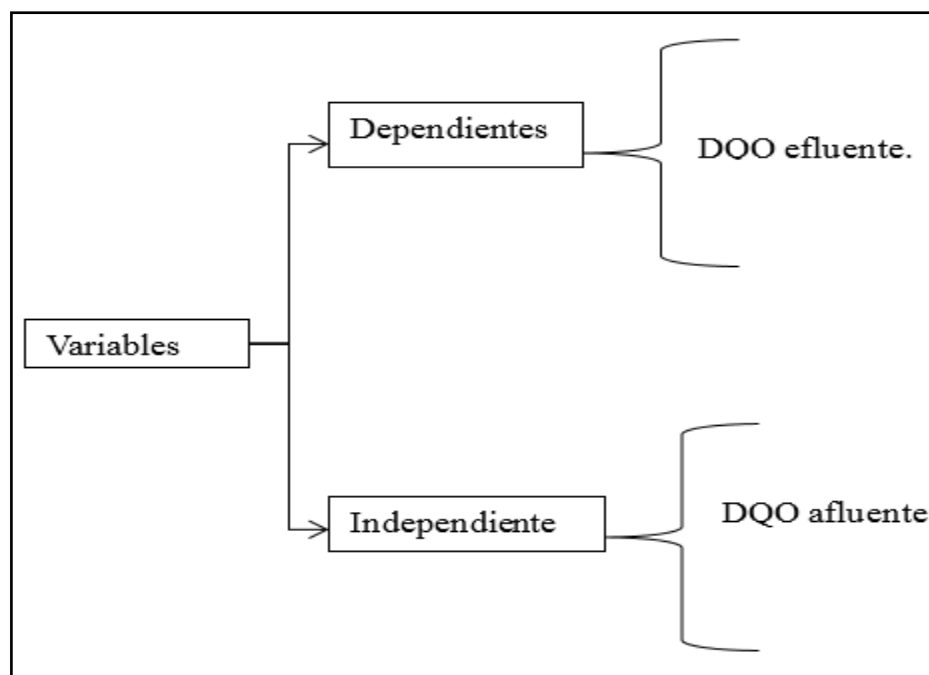 Dependientes
DQO efluente.
Variables
Independiente
DQO afluente